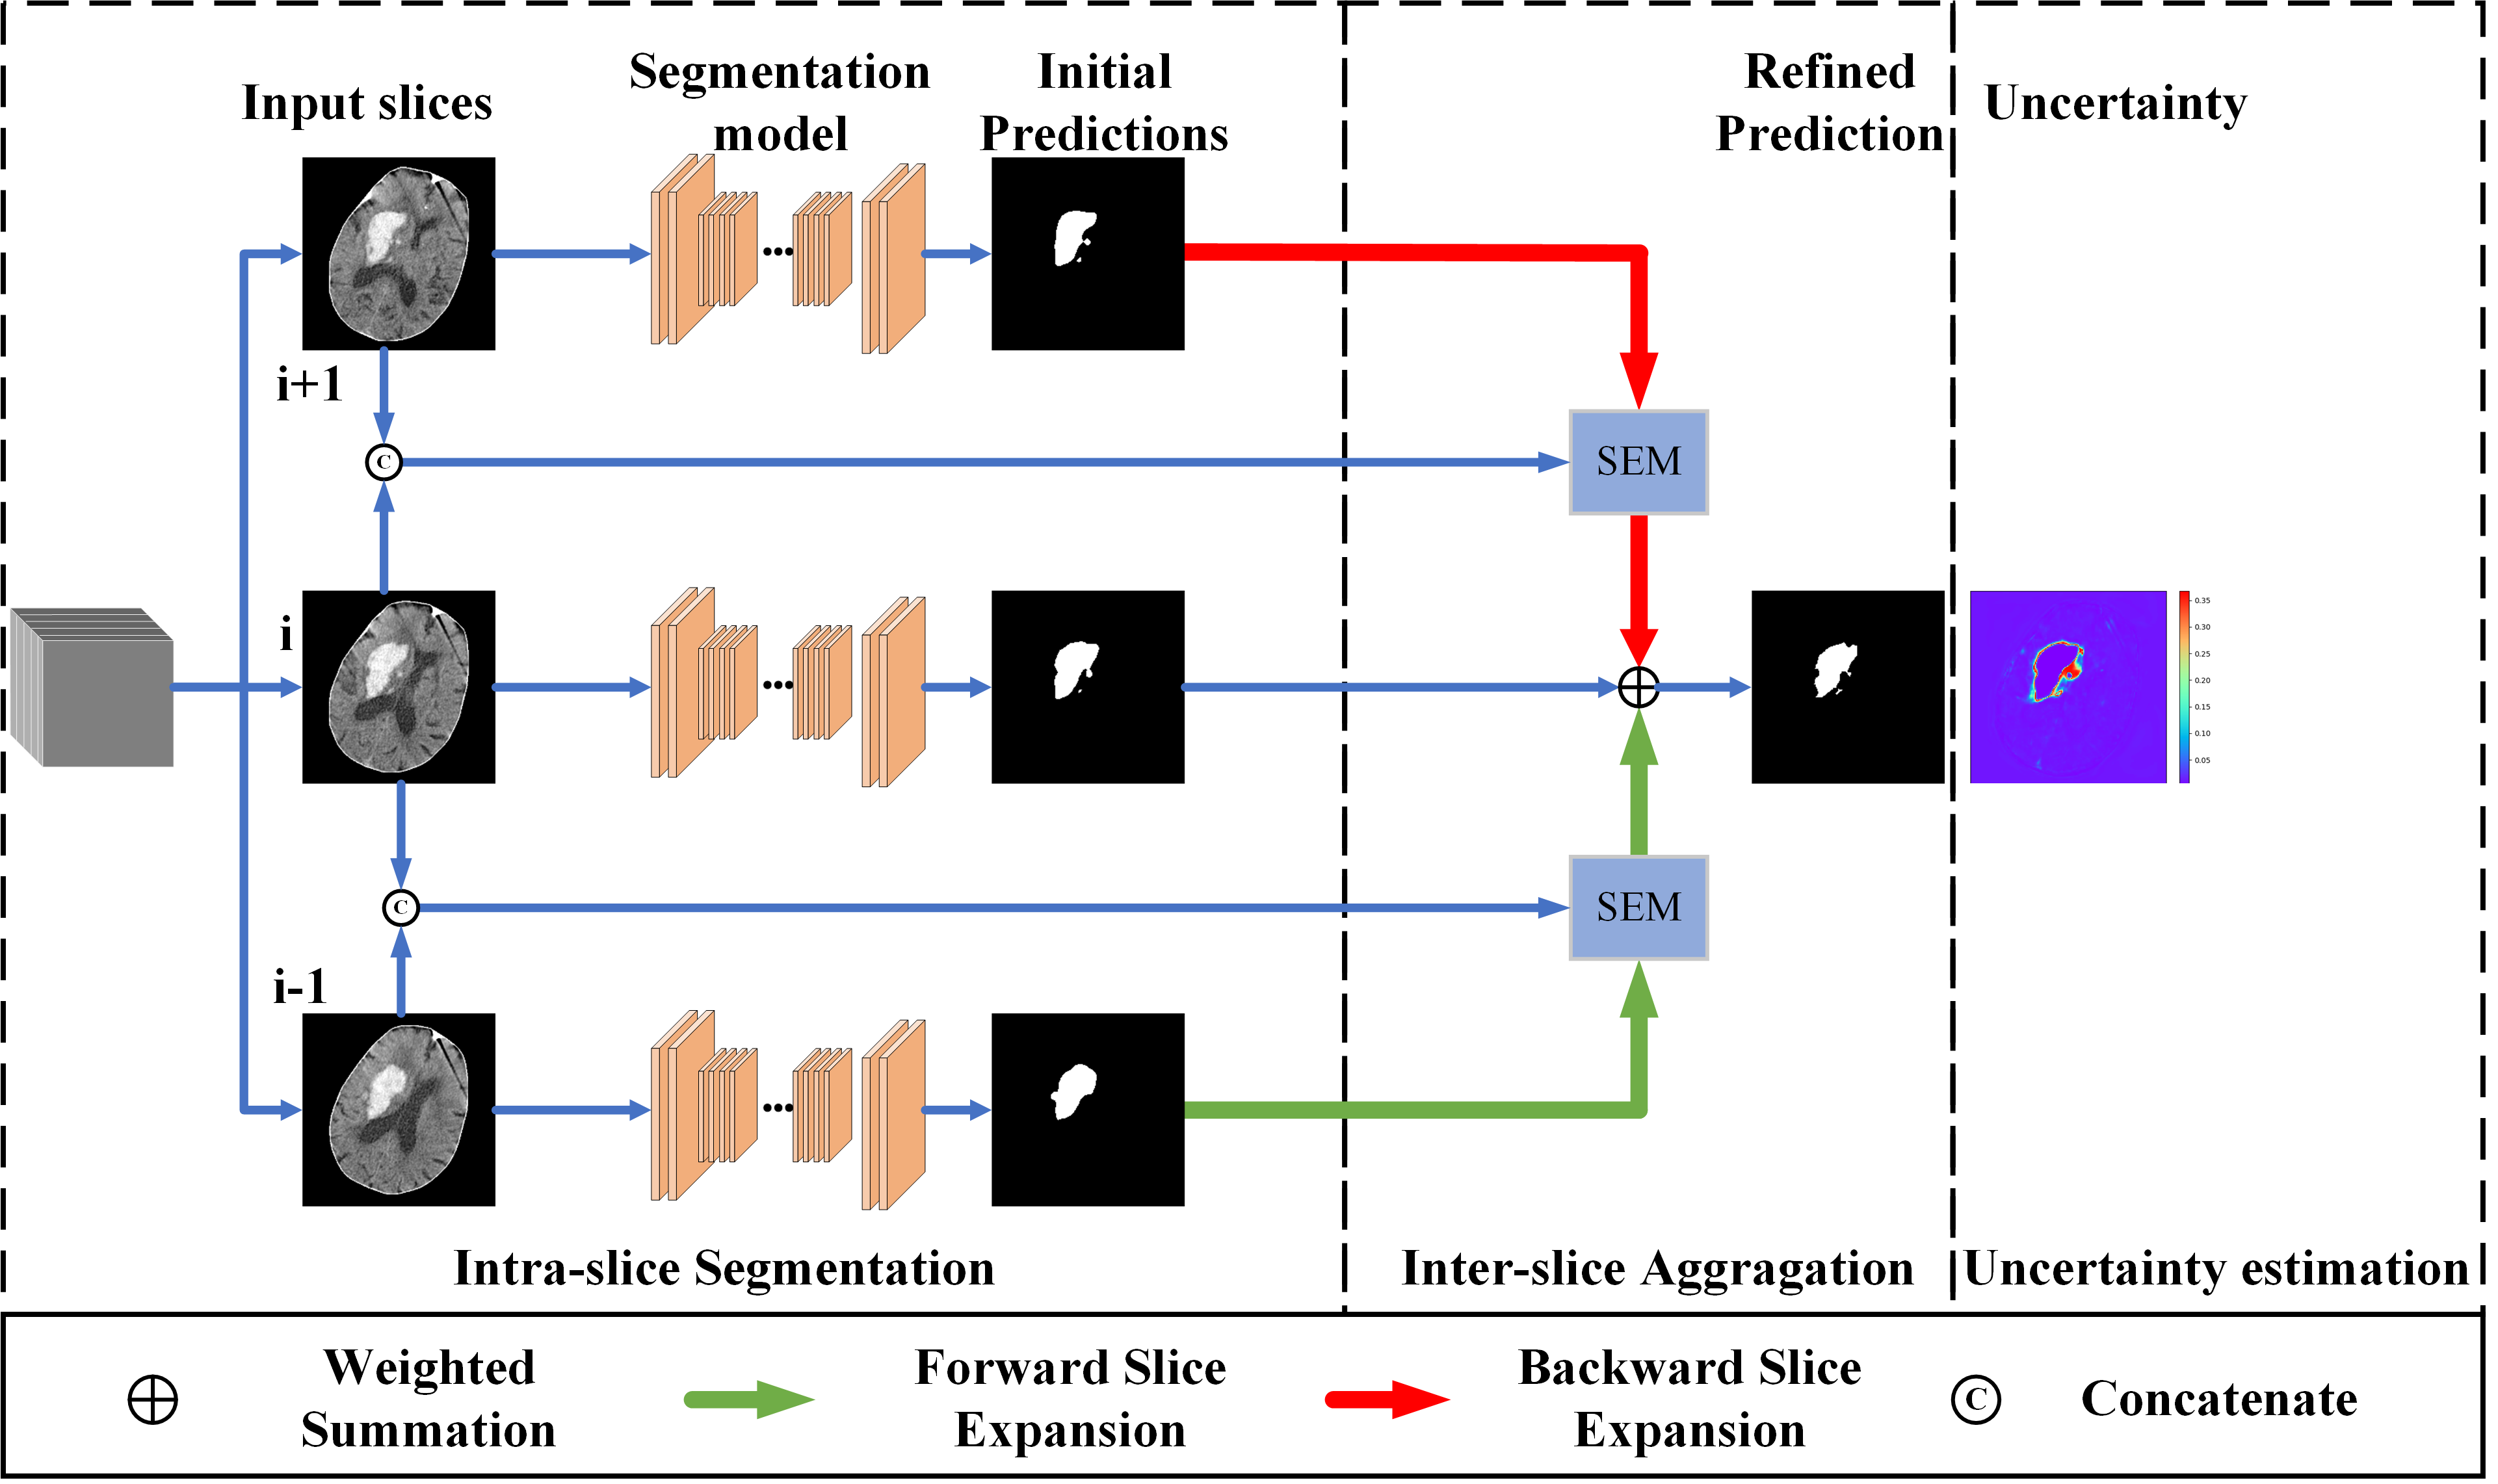 Input slices
Segmentation
model
Initial
Predictions
Refined
Prediction
Uncertainty
i+1
C
SEM
i
0.35
0.30
0.25
0.20
0.15
0.10
0.05
C
SEM
i-1
Intra-slice Segmentation
Inter-slice Aggragation
Uncertainty estimation
Weighted
Summation
Forward Slice
Expansion
Backward Slice
Expansion
C
Concatenate